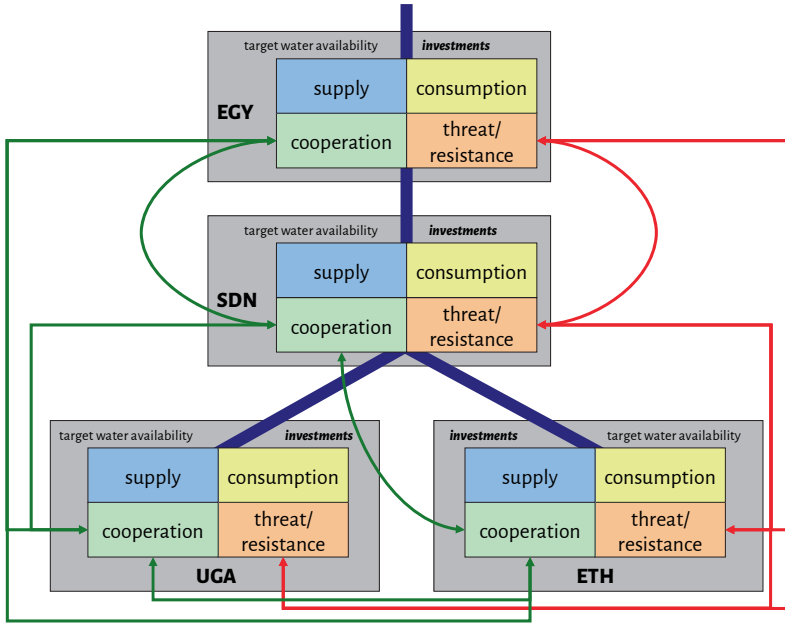 target water availability investments
supply consumption
EGY
cooperation threat/
resistance
target water availability investments
supply consumption
SDN
cooperation threat/
resistance
target water availability investments
supply consumption
cooperation threat/
resistance
UGA
investments target water availability
supply consumption
cooperation threat/
resistance
ETH